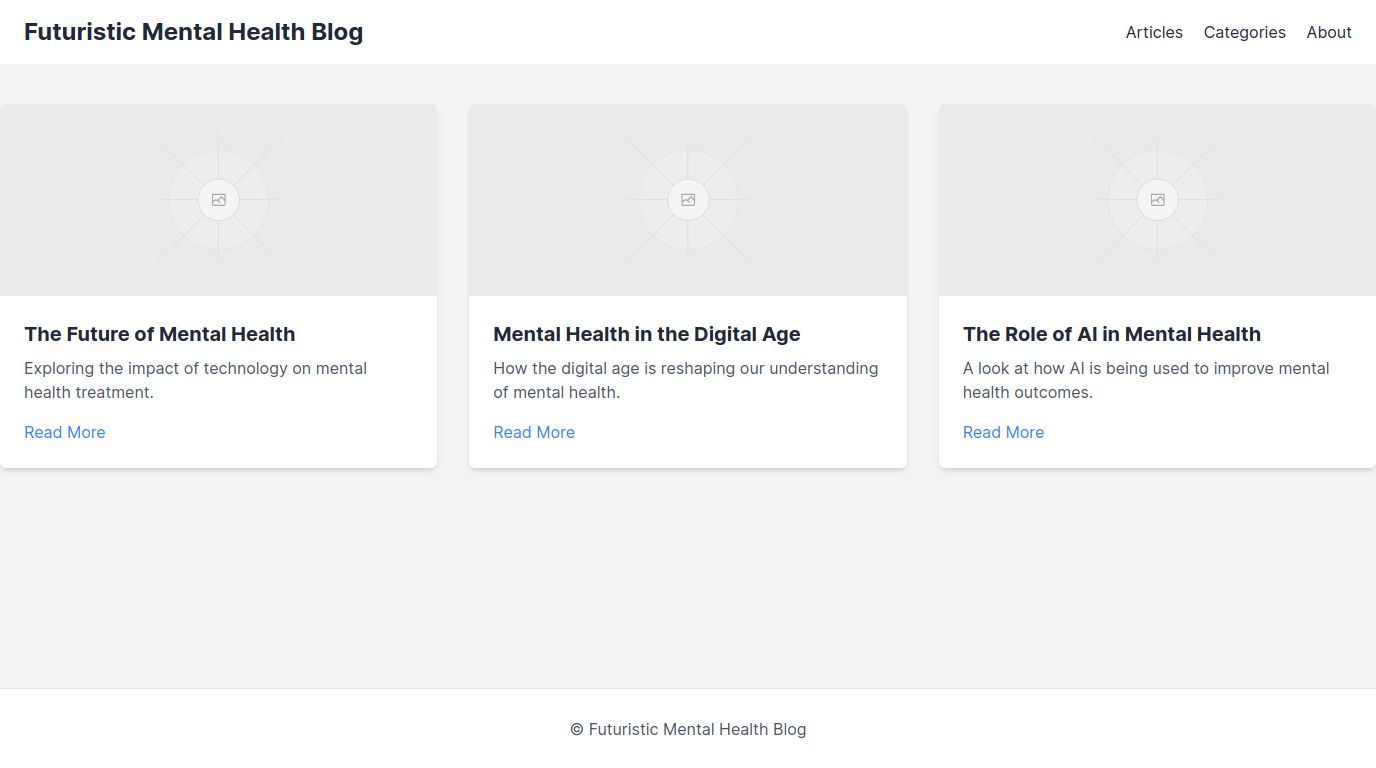 Futuristic Mental Health Blog
Articles Categories About
The Future of Mental Health
Exploring the impact of technology on mental
health treatment.
Read More
Mental Health in the Digital Age
How the digital age is reshaping our understanding
of mental health.
Read More
The Role of AI in Mental Health
A look at how AI is being used to improve mental
health outcomes.
Read More
© Futuristic Mental Health Blog